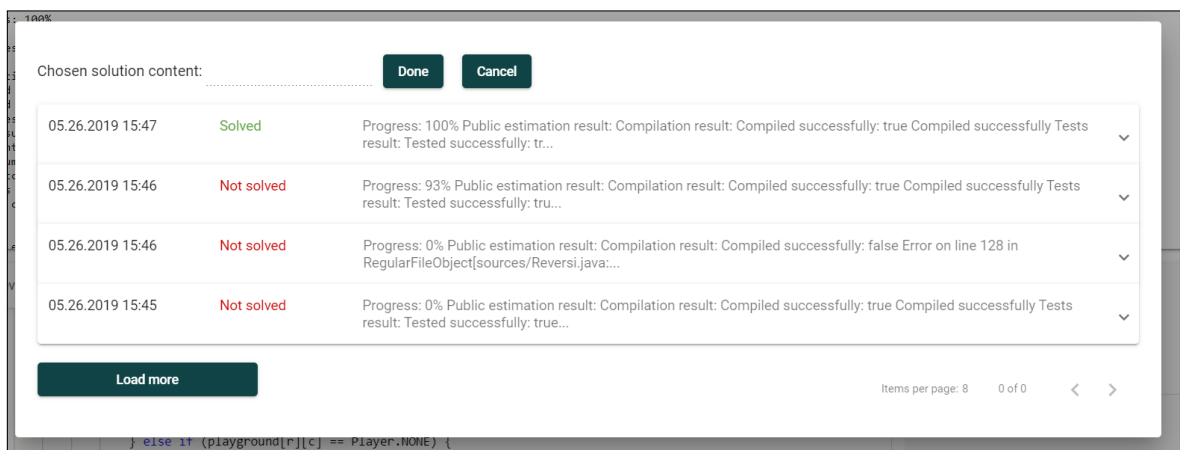 s: 100%
Chosen solution content:
Done
Cancel
05.26.2019 15:47
Solved
Progress: 100% Public estimation result: Compilation result: Compiled successfully: true Compiled successfully Tests
result: Tested successfully: tr...
05.26.2019 15:46
Not solved
Progress: 93% Public estimation result: Compilation result: Compiled successfully: true Compiled successfully Tests
result: Tested successfully: tru...
05.26.2019 15:46
Not solved
Progress: 0% Public estimation result: Compilation result: Compiled successfully: false Error on line 128 in
RegularFileObject[sources/Reversi.java:...
05.26.2019 15:45
Not solved
Progress: 0% Public estimation result: Compilation result: Compiled successfully: true Compiled successfully Tests
result: Tested successfully: true...
Load more
Items per page: 8
0 of 0
} else if (playground[r][c] == Player.NONE) {